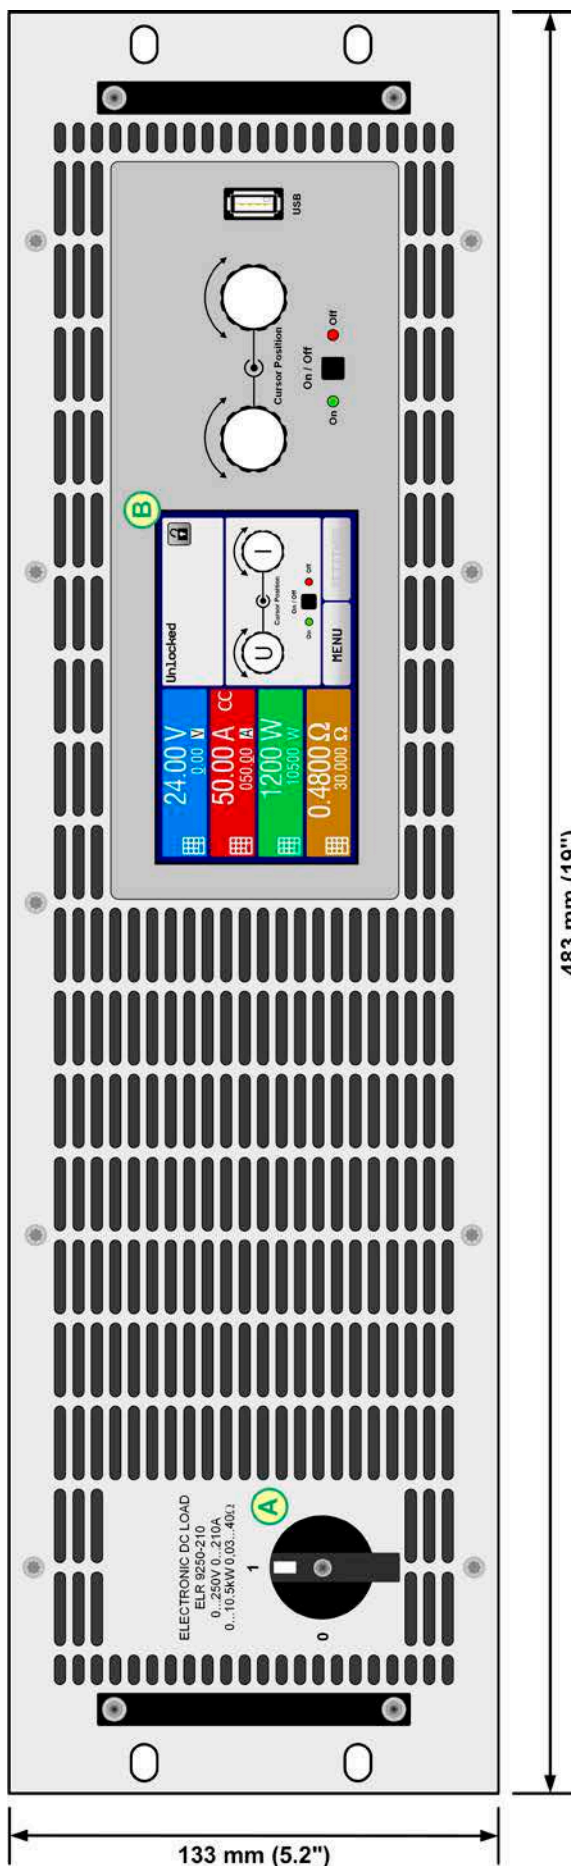 ELECTRONIC DC LOAD
ELR 9250-210
0...250V 0...210A
0...10.5kW 0,03...40Ω
1
0
A
B
24.00 V
0.00 V
50.00 A CC
050.00 A
1200 W
10500 W
0.4800 Ω
30.000 Ω
Unlocked
U
I
Cursor Position
On / Off
On
Off
MENU
SETTINGS
Cursor Position
On / Off
On
Off
USB
483 mm (19")
133 mm (5.2")